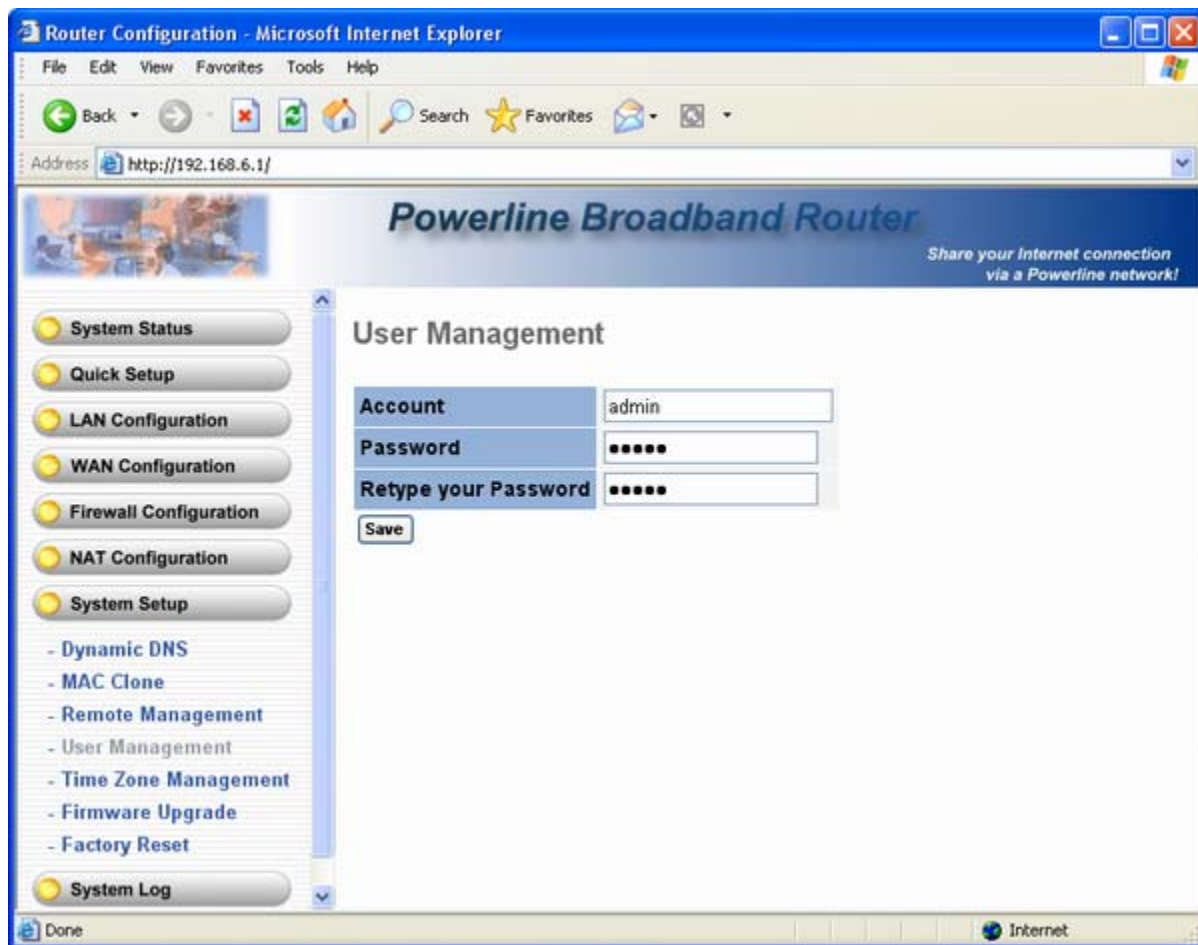 Router Configuration - Microsoft Internet Explorer
File Edit View Favorites Tools Help
Back Search Favorites
Address http://192.168.6.1/
Powerline Broadband Router
Share your Internet connection
via a Powerline network!
System Status
Quick Setup
LAN Configuration
WAN Configuration
Firewall Configuration
NAT Configuration
System Setup
- Dynamic DNS
- MAC Clone
- Remote Management
- User Management
- Time Zone Management
- Firmware Upgrade
- Factory Reset
System Log
User Management
Account admin
Password •••••
Retype your Password •••••
Save
Done Internet